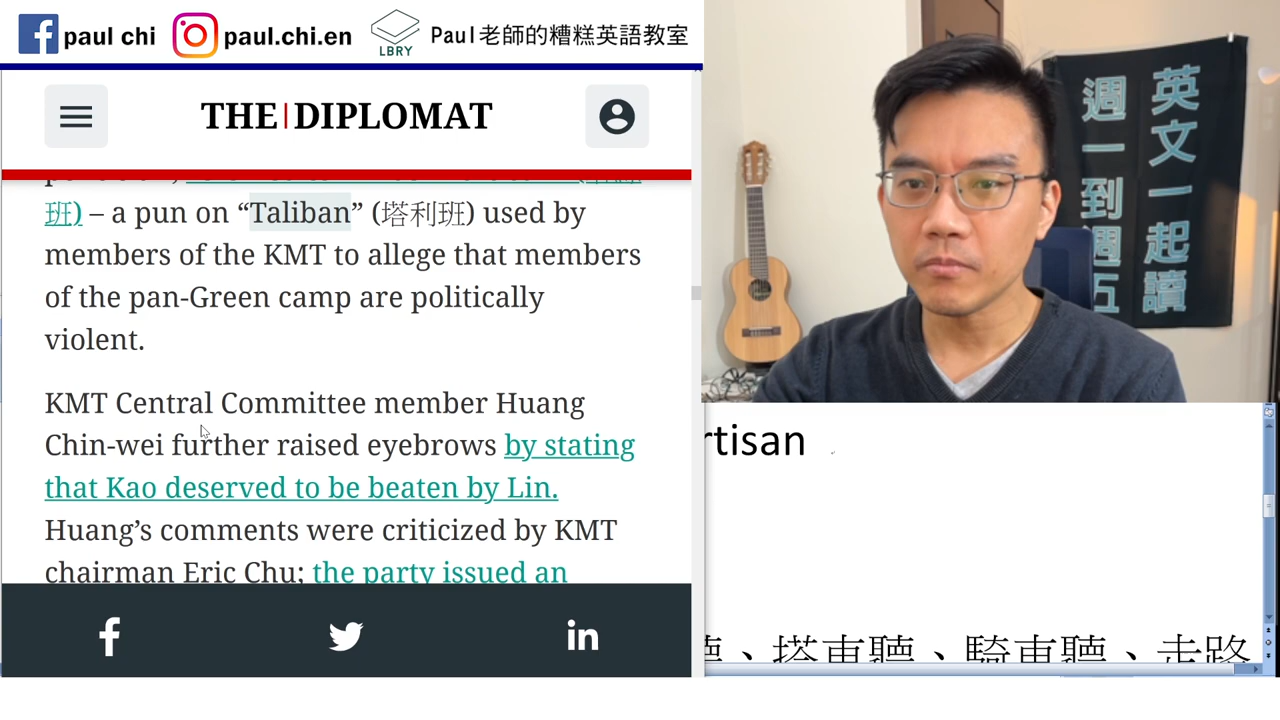 paul chi
paul.chi.en
LBRY
Paul老師的糟糕英語教室
THE|DIPLOMAT
班) – a pun on “Taliban” (塔利班) used by
members of the KMT to allege that members
of the pan-Green camp are politically
violent.
KMT Central Committee member Huang
Chin-wei further raised eyebrows by stating
that Kao deserved to be beaten by Lin.
Huang’s comments were criticized by KMT
chairman Eric Chu; the party issued an
英文一起讀
週一到週五
rtisan
聽、搭車聽、騎車聽、走路